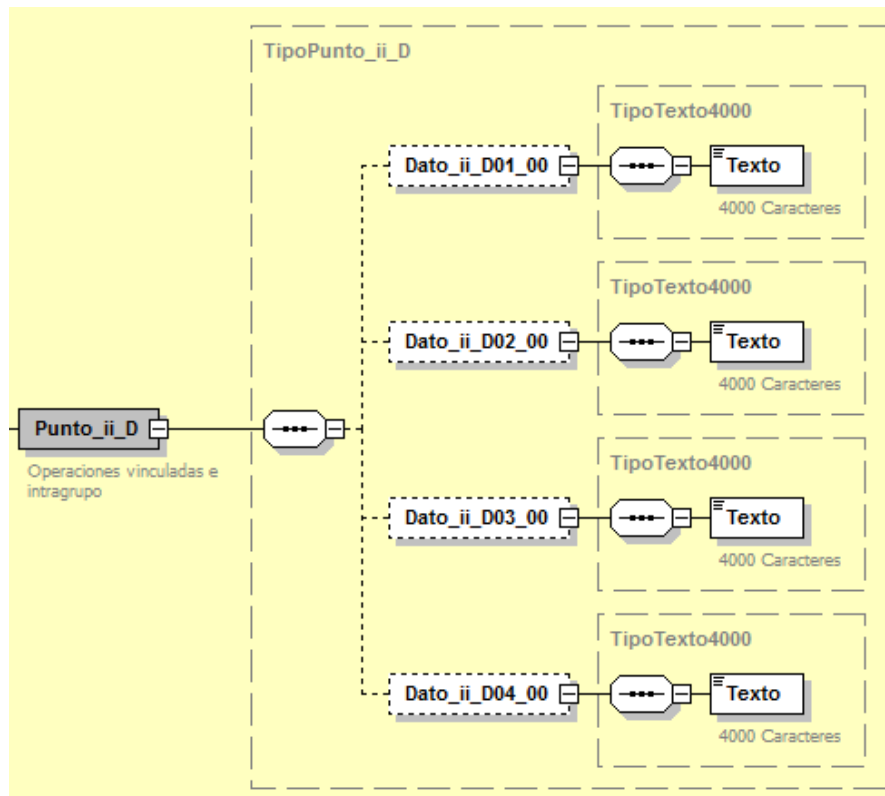 TipoPunto_ii_D
TipoTexto4000
Dato_ii_D01_00
Texto
4000 Caracteres
TipoTexto4000
Dato_ii_D02_00
Texto
4000 Caracteres
Punto_ii_D
Operaciones vinculadas e
intragrupo
TipoTexto4000
Dato_ii_D03_00
Texto
4000 Caracteres
TipoTexto4000
Dato_ii_D04_00
Texto
4000 Caracteres